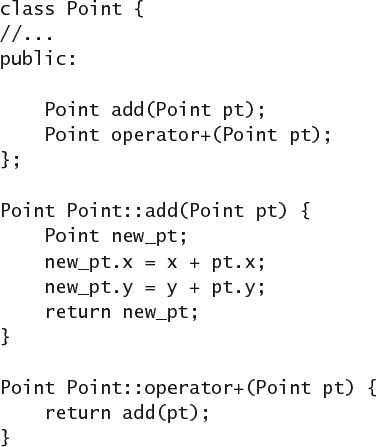 class Point {
//...
public:

    Point add(Point pt);
    Point operator+(Point pt);
};

Point Point::add(Point pt) {
    Point new_pt;
    new_pt.x = x + pt.x;
    new_pt.y = y + pt.y;
    return new_pt;
}

Point Point::operator+(Point pt) {
    return add(pt);
}